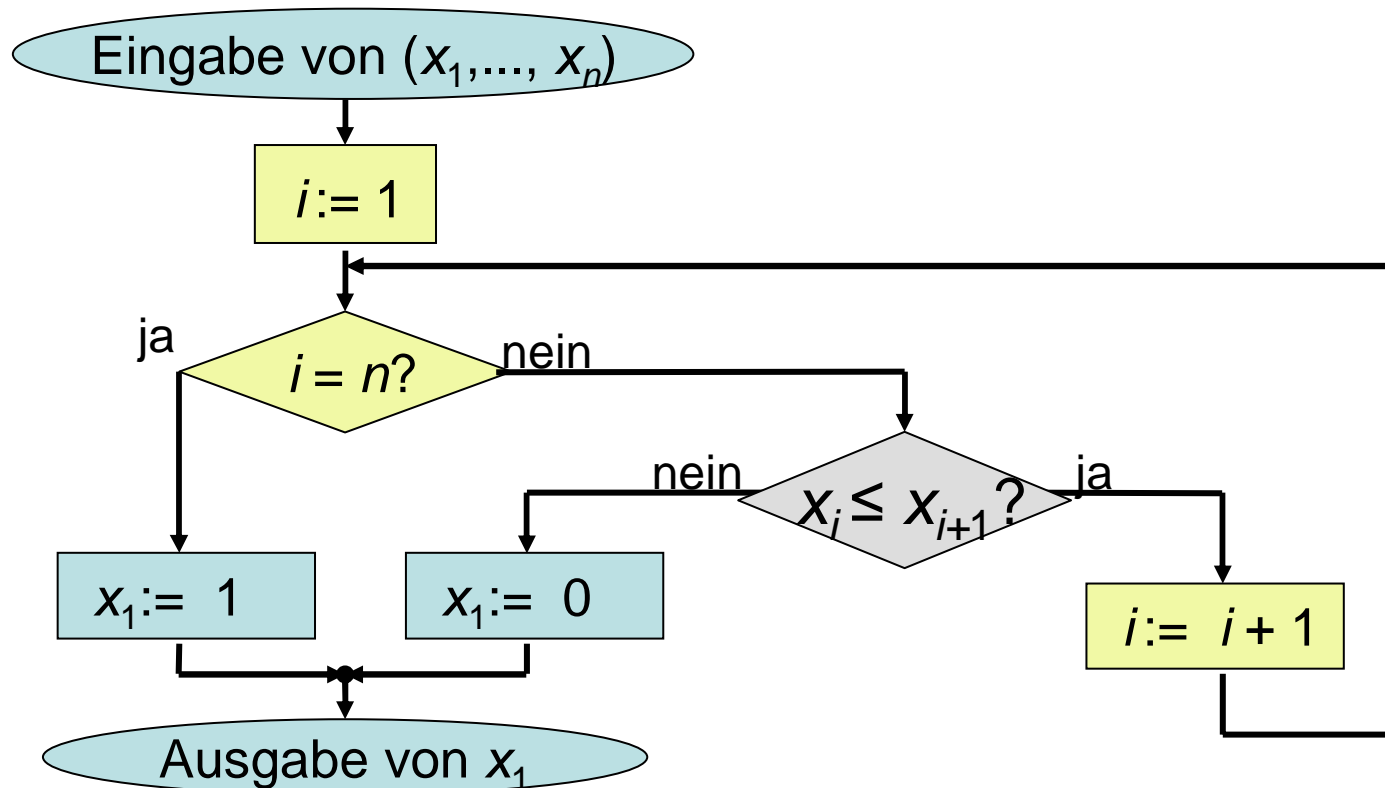 Eingabe von (x₁,..., xₙ)
i := 1
ja
i = n?
nein
nein
xᵢ ≤ xᵢ₊₁?
ja
x₁:= 1
x₁:= 0
i := i + 1
Ausgabe von x₁